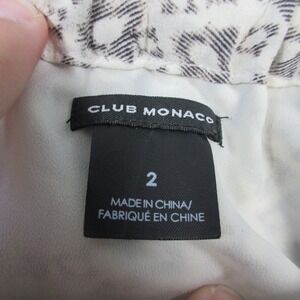 CLUB MONACO
2
MADE IN CHINA/
FABRIQUÉ EN CHINE